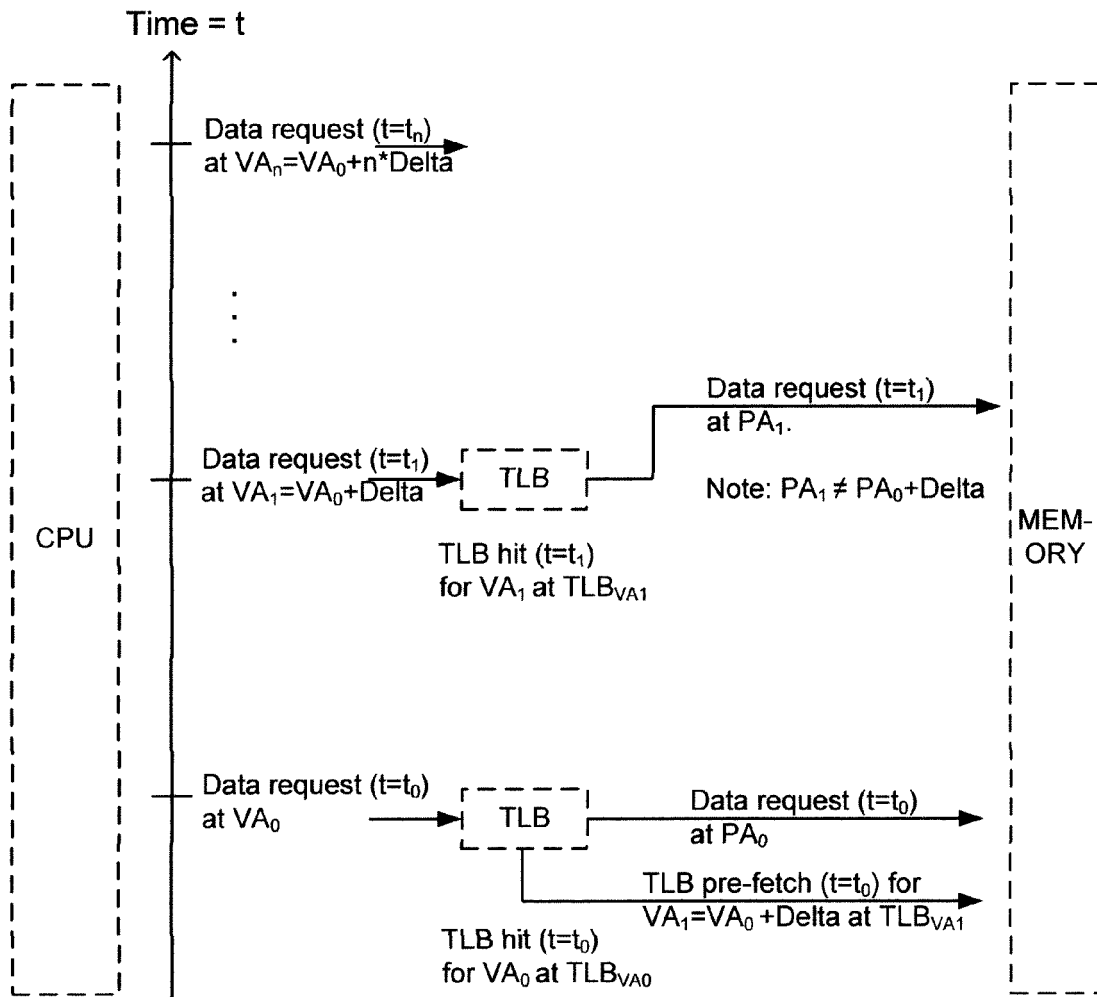 Time = t
Data request (t=tₙ)
at VAₙ=VA₀+n*Delta
.
.
.
Data request (t=t₁)
at PA₁.
Data request (t=t₁)
at VA₁=VA₀+Delta
TLB
Note: PA₁ ≠ PA₀+Delta
CPU
MEM-
ORY
TLB hit (t=t₁)
for VA₁ at TLB_VA1
Data request (t=t₀)
at VA₀
TLB
Data request (t=t₀)
at PA₀
TLB pre-fetch (t=t₀) for
VA₁=VA₀ +Delta at TLB_VA1
TLB hit (t=t₀)
for VA₀ at TLB_VA0